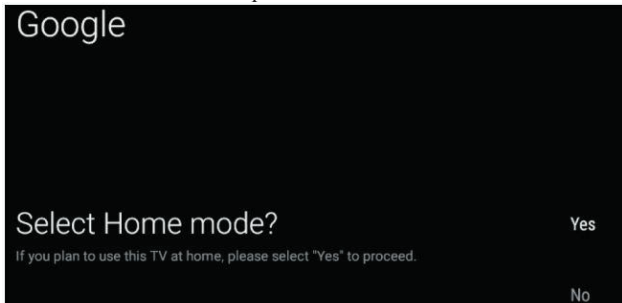 Google
Select Home mode?
Yes
If you plan to use this TV at home, please select "Yes" to proceed.
No